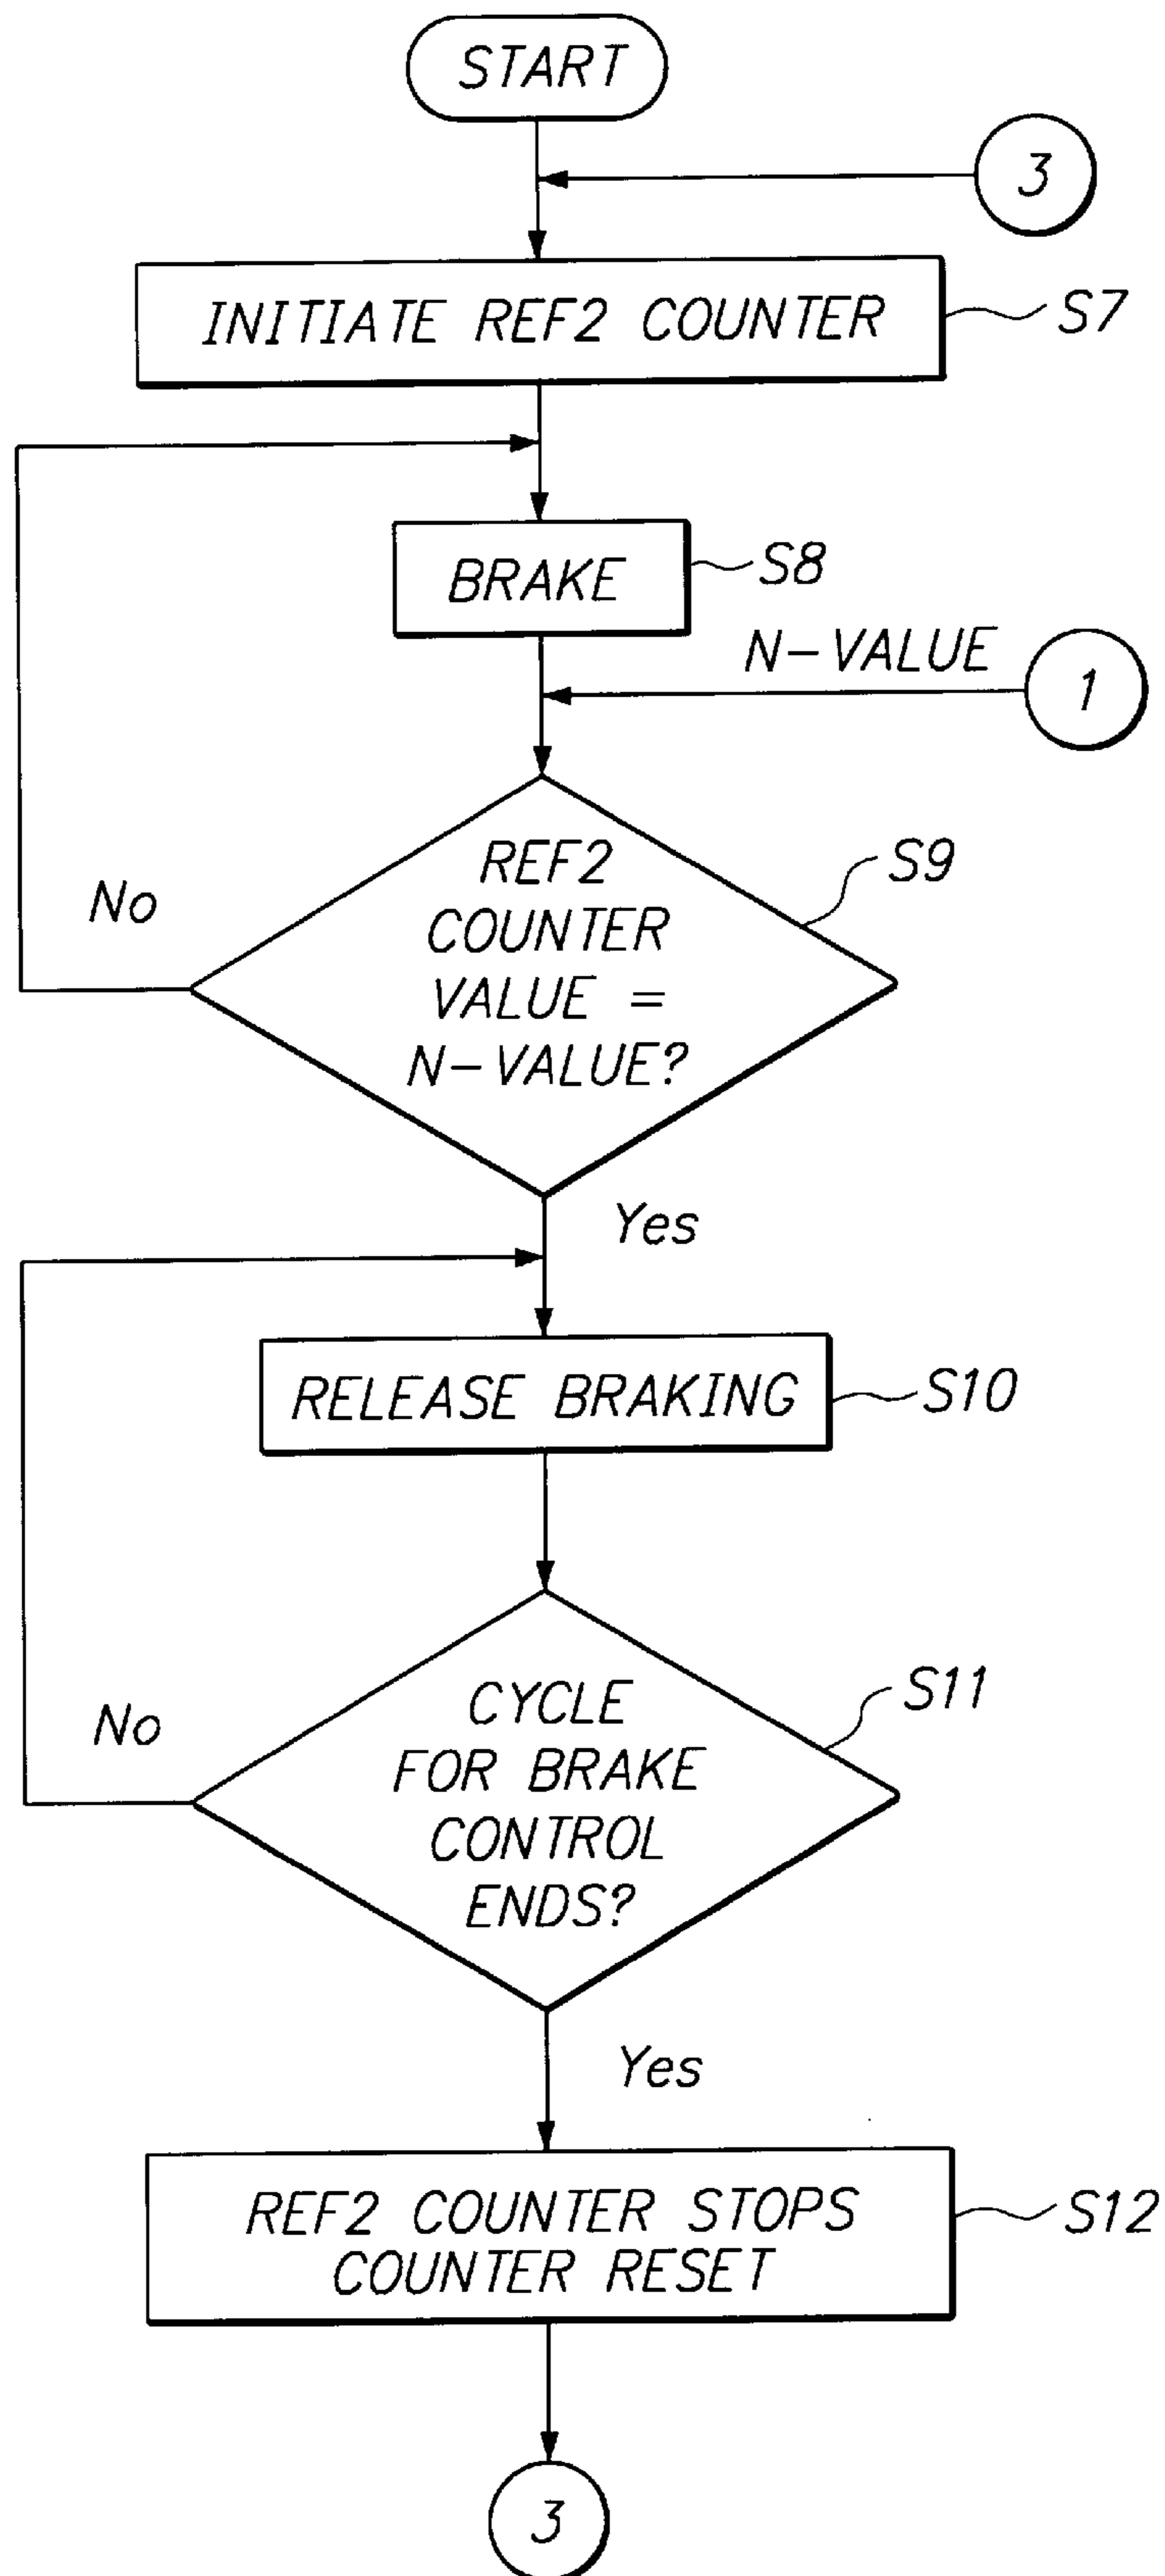 START
3
INITIATE REF2 COUNTER
S7
BRAKE
S8
N-VALUE
1
REF2
COUNTER
VALUE =
N-VALUE?
S9
No
Yes
RELEASE BRAKING
S10
CYCLE
FOR BRAKE
CONTROL
ENDS?
S11
No
Yes
REF2 COUNTER STOPS
COUNTER RESET
S12
3